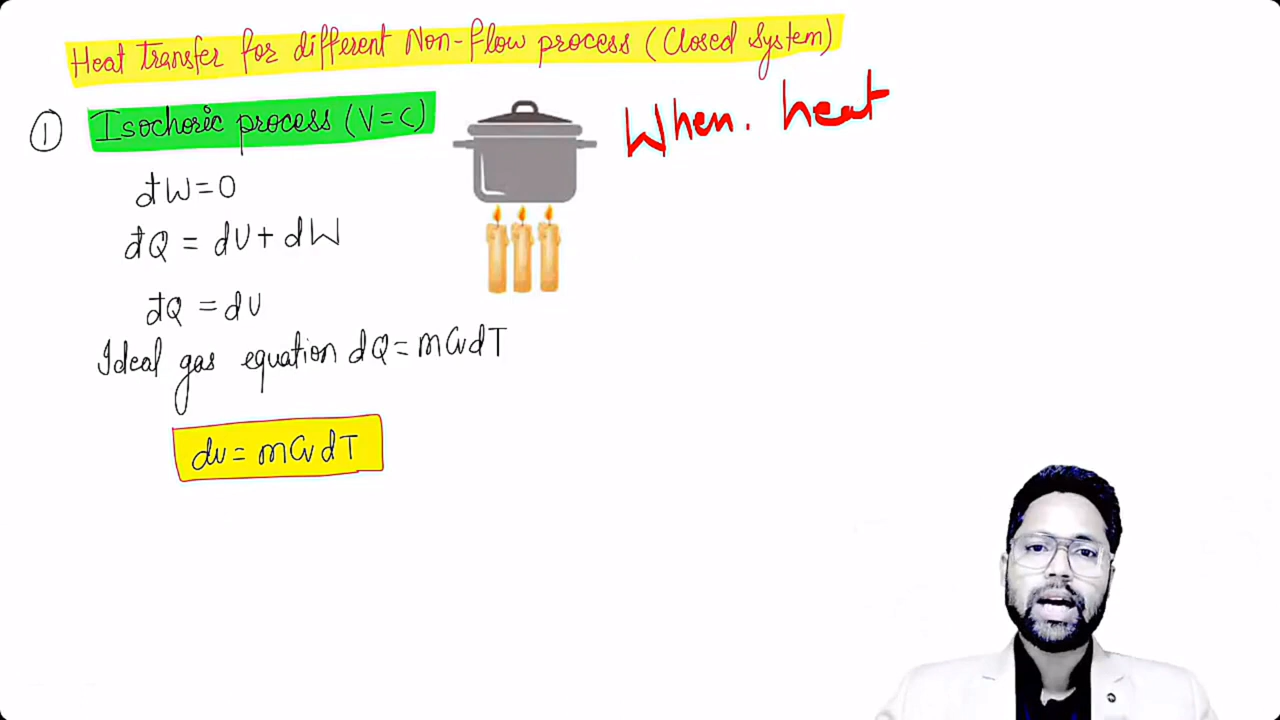 Heat transfer for different Non-flow process (Closed System)
① Isochoric process (V=C)
When. heat
dW=0
dQ = dU+dW
dQ = dU
Ideal gas equation dQ=mCvdT
du=mCvdT